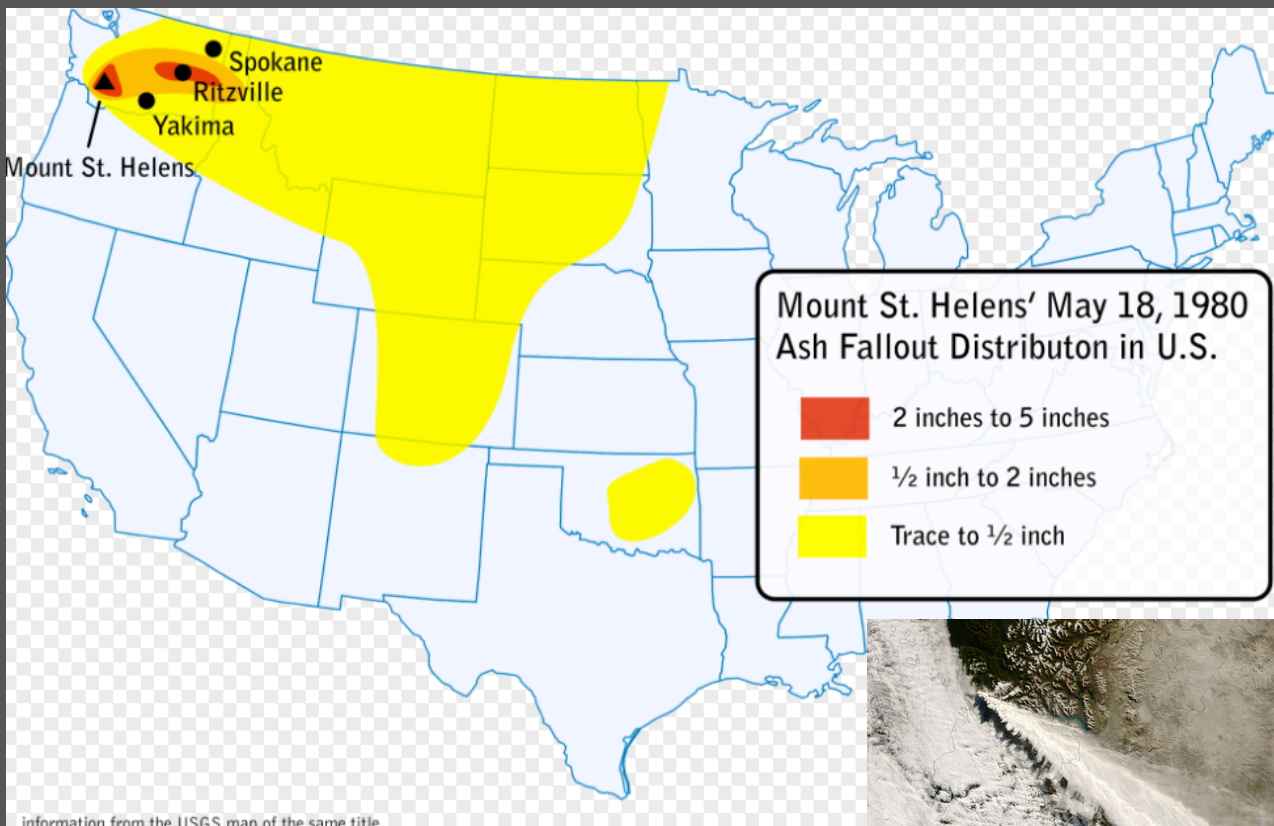 Spokane
Ritzville
Yakima
Mount St. Helens
Mount St. Helens' May 18, 1980
Ash Fallout Distributon in U.S.
2 inches to 5 inches
½ inch to 2 inches
Trace to ½ inch
information from the USGS map of the same title